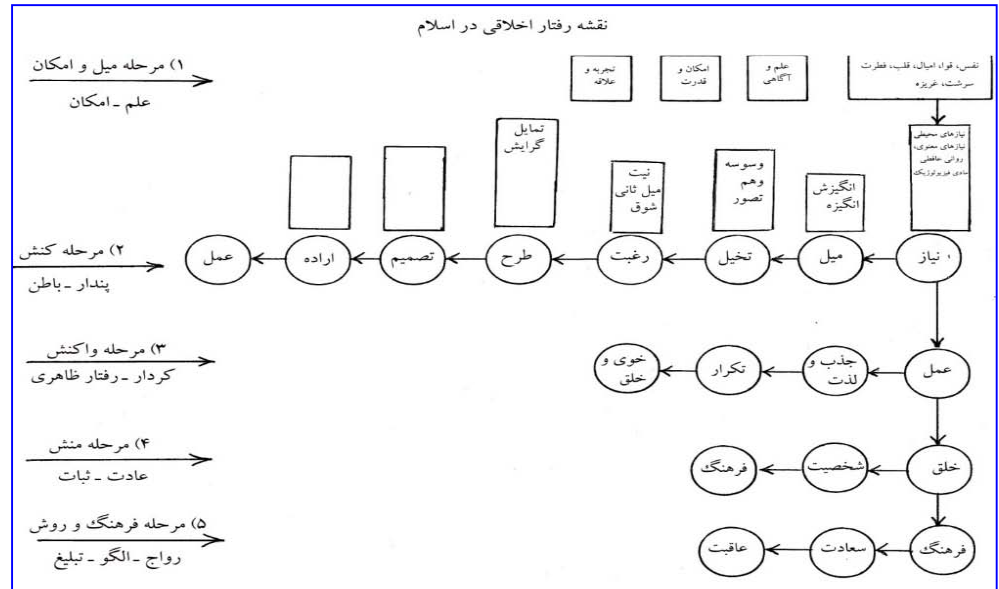 نقشه رفتار اخلاقی در اسلام
۱) مرحله میل و امکان
علم ـ امکان
نفس، قوا، امیال، قلب، فطرت
سرشت، غریزه
علم و
آگاهی
امکان و
قدرت
تجربه و
علاقه
نیازهای محیطی
نیازهای معنوی،
روانی عاطفی
مادی فیزیولوژیک
انگیزش
انگیزه
وسوسه
وهم
تصور
نیت
میل ثانی
شوق
تمایل
گرایش
۲) مرحله کنش
پندار ـ باطن
نیاز
میل
تخیل
رغبت
طرح
تصمیم
اراده
عمل
۳) مرحله واکنش
کردار ـ رفتار ظاهری
عمل
جذب و
لذت
تکرار
خوی و
خلق
۴) مرحله منش
عادت ـ ثبات
خلق
شخصیت
فرهنگ
۵) مرحله فرهنگ و روش
رواج ـ الگو ـ تبلیغ
فرهنگ
سعادت
عاقبت